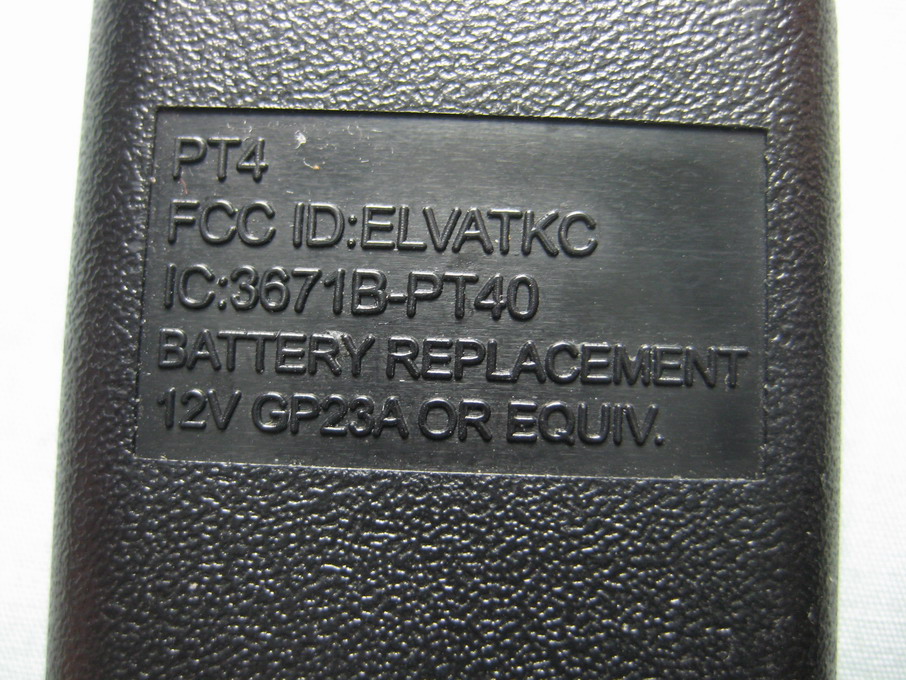 PT4
FCC ID:ELVATKC
IC:3671B-PT40
BATTERY REPLACEMENT
12V GP23A OR EQUIV.